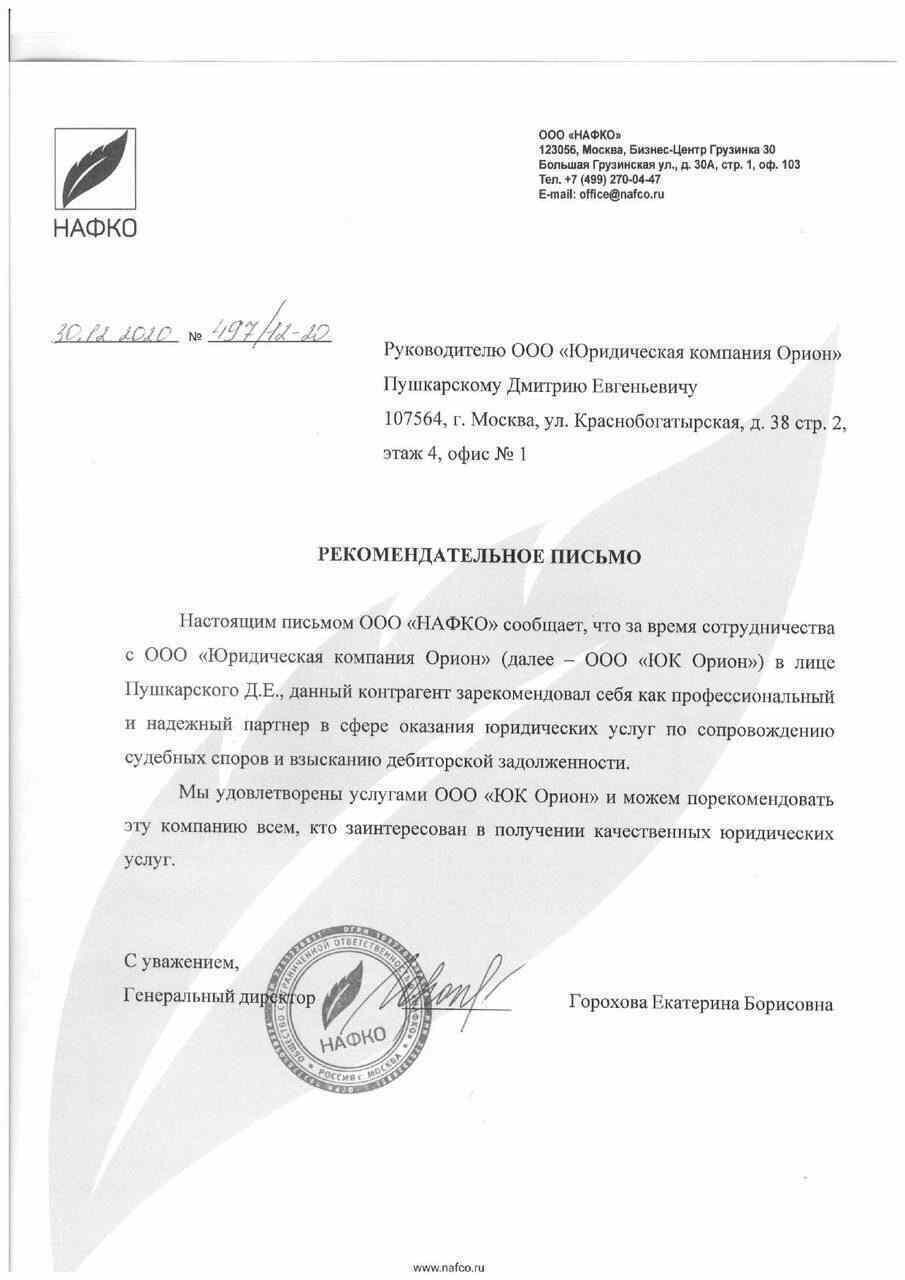 НАФКО
ООО «НАФКО»
123056, Москва, Бизнес-Центр Грузинка 30
Большая Грузинская ул., д. 30А, стр. 1, оф. 103
Тел. +7 (499) 270-04-47
E-mail: office@nafco.ru
30.12 2020 № 497/12-20
Руководителю ООО «Юридическая компания Орион»
Пушкарскому Дмитрию Евгеньевичу
107564, г. Москва, ул. Краснобогатырская, д. 38 стр. 2,
этаж 4, офис № 1
РЕКОМЕНДАТЕЛЬНОЕ ПИСЬМО
Настоящим письмом ООО «НАФКО» сообщает, что за время сотрудничества
с ООО «Юридическая компания Орион» (далее – ООО «ЮК Орион») в лице
Пушкарского Д.Е., данный контрагент зарекомендовал себя как профессиональный
и надежный партнер в сфере оказания юридических услуг по сопровождению
судебных споров и взысканию дебиторской задолженности.
Мы удовлетворены услугами ООО «ЮК Орион» и можем порекомендовать
эту компанию всем, кто заинтересован в получении качественных юридических
услуг.
С уважением,
Генеральный директор
Горохова Екатерина Борисовна
ОБЩЕСТВО С ОГРАНИЧЕННОЙ ОТВЕТСТВЕННОСТЬЮ «НАФКО»
НАФКО
РОССИЯ г. МОСКВА
www.nafco.ru